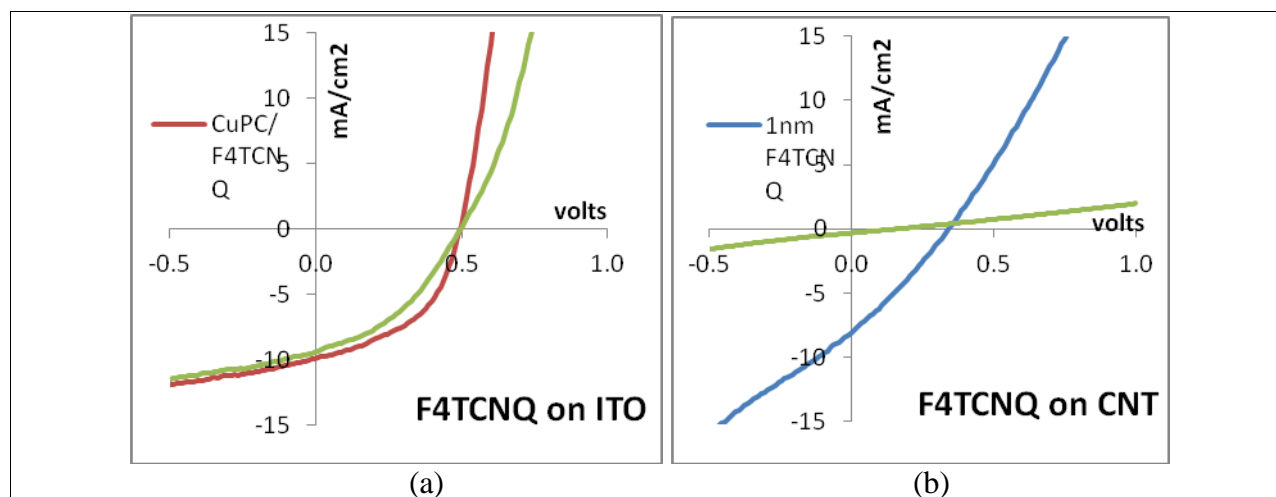 15
10
5
0
-5
-10
-15
-0.5
0.0
0.5
1.0
mA/cm2
volts
CuPC/
F4TCN
Q
F4TCNQ on ITO
(a)
15
10
5
0
-5
-10
-15
-0.5
0.0
0.5
1.0
mA/cm2
volts
1nm
F4TCN
Q
F4TCNQ on CNT
(b)